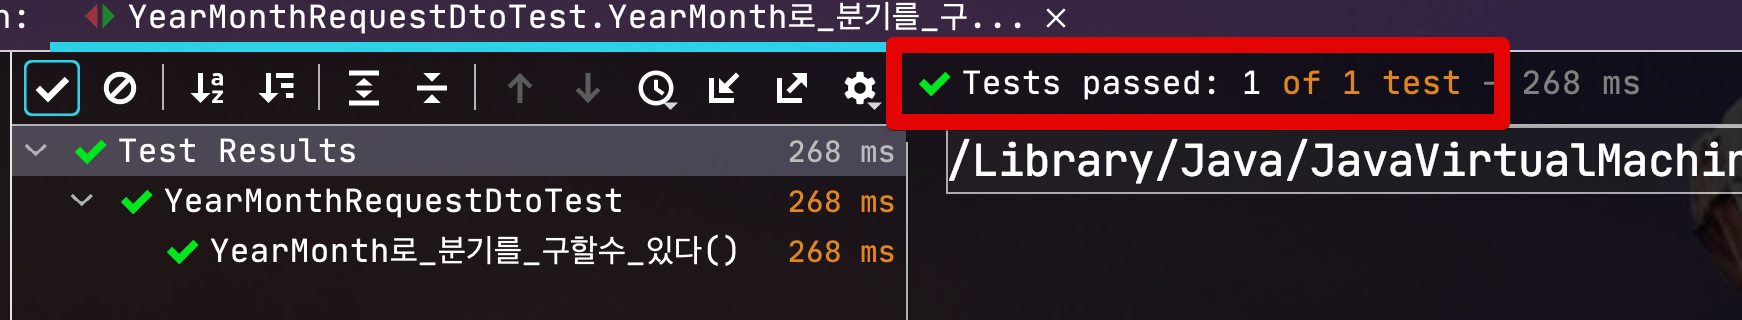 n: YearMonthRequestDtoTest.YearMonth로_분기를_구... ×
Tests passed: 1 of 1 test – 268 ms
Test Results 268 ms
/Library/Java/JavaVirtualMachin
YearMonthRequestDtoTest 268 ms
YearMonth로_분기를_구할수_있다() 268 ms